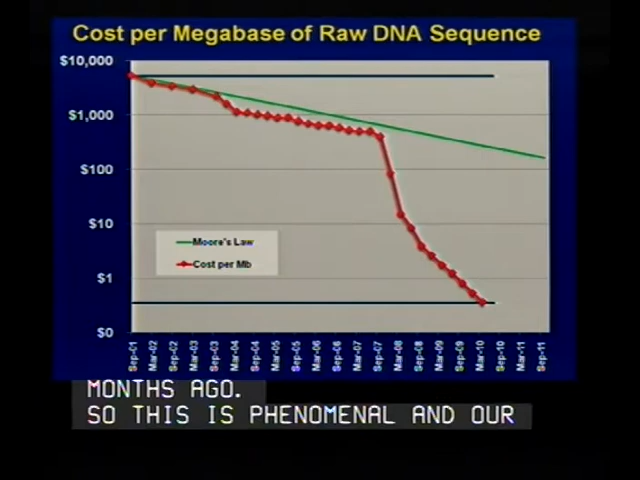 Cost per Megabase of Raw DNA Sequence
$10,000
$1,000
$100
$10
$1
$0
Moore's Law
Cost per Mb
Sep-01
Mar-02
Sep-02
Mar-03
Sep-03
Mar-04
Sep-04
Mar-05
Sep-05
Mar-06
Sep-06
Mar-07
Sep-07
Mar-08
Sep-08
Mar-09
Sep-09
Mar-10
Sep-10
Mar-11
Sep-11
MONTHS AGO.
SO THIS IS PHENOMENAL AND OUR